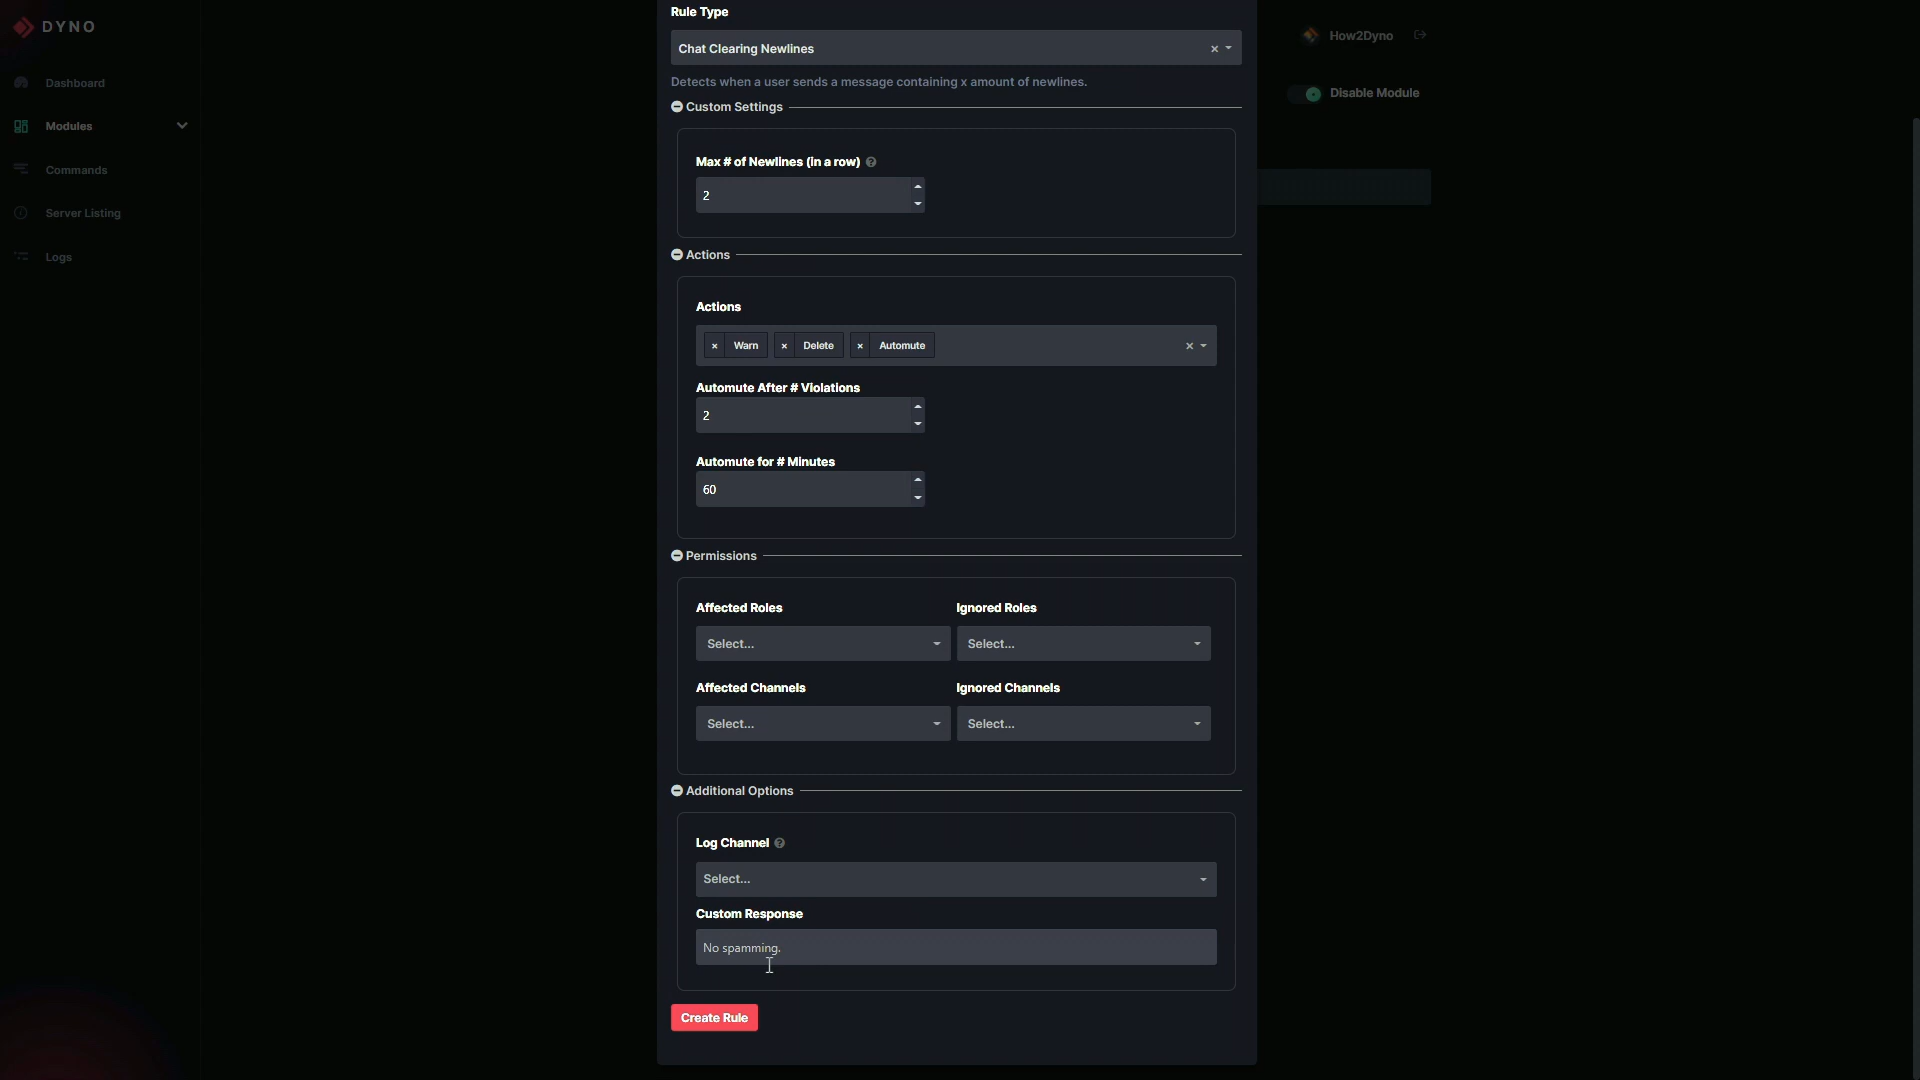 DYNO
Dashboard
Modules
Commands
Server Listing
Logs
Rule Type
Chat Clearing Newlines
Detects when a user sends a message containing x amount of newlines.
Custom Settings
Max # of Newlines (in a row)
2
Actions
Actions
× Warn × Delete × Automute
Automute After # Violations
2
Automute for # Minutes
60
Permissions
Affected Roles Ignored Roles
Select... Select...
Affected Channels Ignored Channels
Select... Select...
Additional Options
Log Channel
Select...
Custom Response
No spamming.
Create Rule
How2Dyno
Disable Module